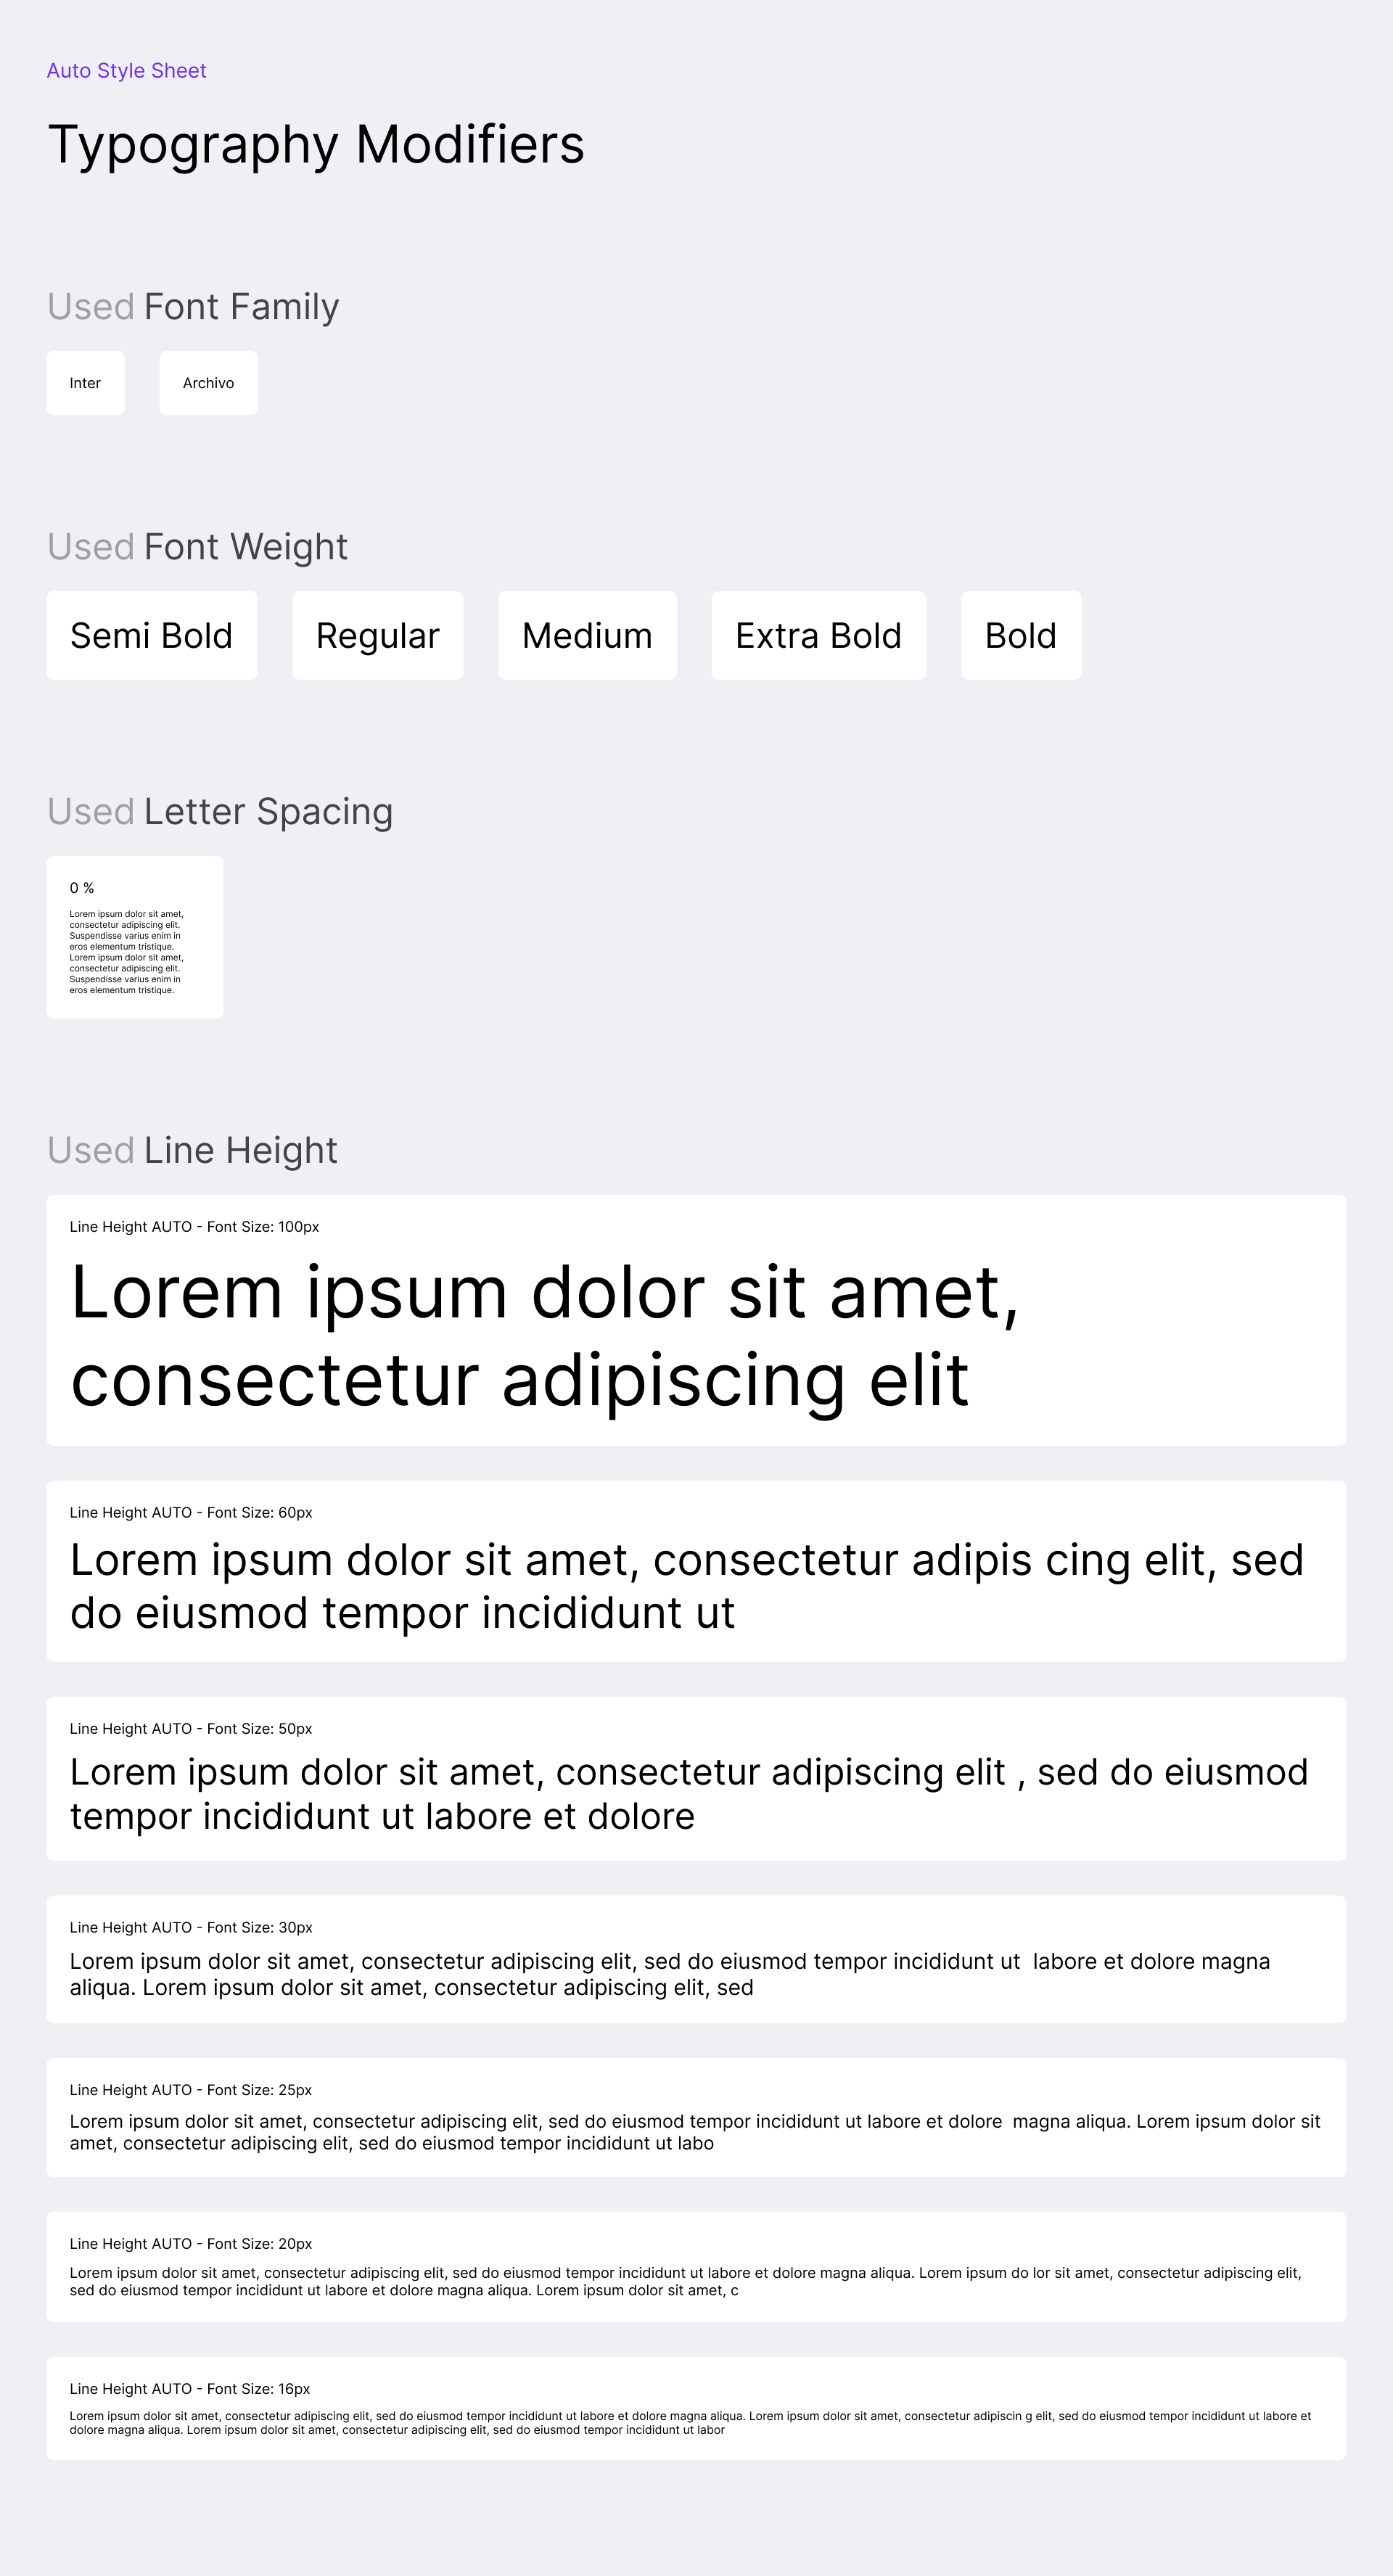 Auto Style Sheet
Typography Modifiers
Used Font Family
Inter
Archivo
Used Font Weight
Semi Bold
Regular
Medium
Extra Bold
Bold
Used Letter Spacing
0 %
Lorem ipsum dolor sit amet,
consectetur adipiscing elit.
Suspendisse varius enim in
eros elementum tristique.
Lorem ipsum dolor sit amet,
consectetur adipiscing elit.
Suspendisse varius enim in
eros elementum tristique.
Used Line Height
Line Height AUTO - Font Size: 100px
Lorem ipsum dolor sit amet,
consectetur adipiscing elit
Line Height AUTO - Font Size: 60px
Lorem ipsum dolor sit amet, consectetur adipis cing elit, sed
do eiusmod tempor incididunt ut
Line Height AUTO - Font Size: 50px
Lorem ipsum dolor sit amet, consectetur adipiscing elit , sed do eiusmod
tempor incididunt ut labore et dolore
Line Height AUTO - Font Size: 30px
Lorem ipsum dolor sit amet, consectetur adipiscing elit, sed do eiusmod tempor incididunt ut  labore et dolore magna
aliqua. Lorem ipsum dolor sit amet, consectetur adipiscing elit, sed
Line Height AUTO - Font Size: 25px
Lorem ipsum dolor sit amet, consectetur adipiscing elit, sed do eiusmod tempor incididunt ut labore et dolore  magna aliqua. Lorem ipsum dolor sit
amet, consectetur adipiscing elit, sed do eiusmod tempor incididunt ut labo
Line Height AUTO - Font Size: 20px
Lorem ipsum dolor sit amet, consectetur adipiscing elit, sed do eiusmod tempor incididunt ut labore et dolore magna aliqua. Lorem ipsum do lor sit amet, consectetur adipiscing elit,
sed do eiusmod tempor incididunt ut labore et dolore magna aliqua. Lorem ipsum dolor sit amet, c
Line Height AUTO - Font Size: 16px
Lorem ipsum dolor sit amet, consectetur adipiscing elit, sed do eiusmod tempor incididunt ut labore et dolore magna aliqua. Lorem ipsum dolor sit amet, consectetur adipiscin g elit, sed do eiusmod tempor incididunt ut labore et
dolore magna aliqua. Lorem ipsum dolor sit amet, consectetur adipiscing elit, sed do eiusmod tempor incididunt ut labor